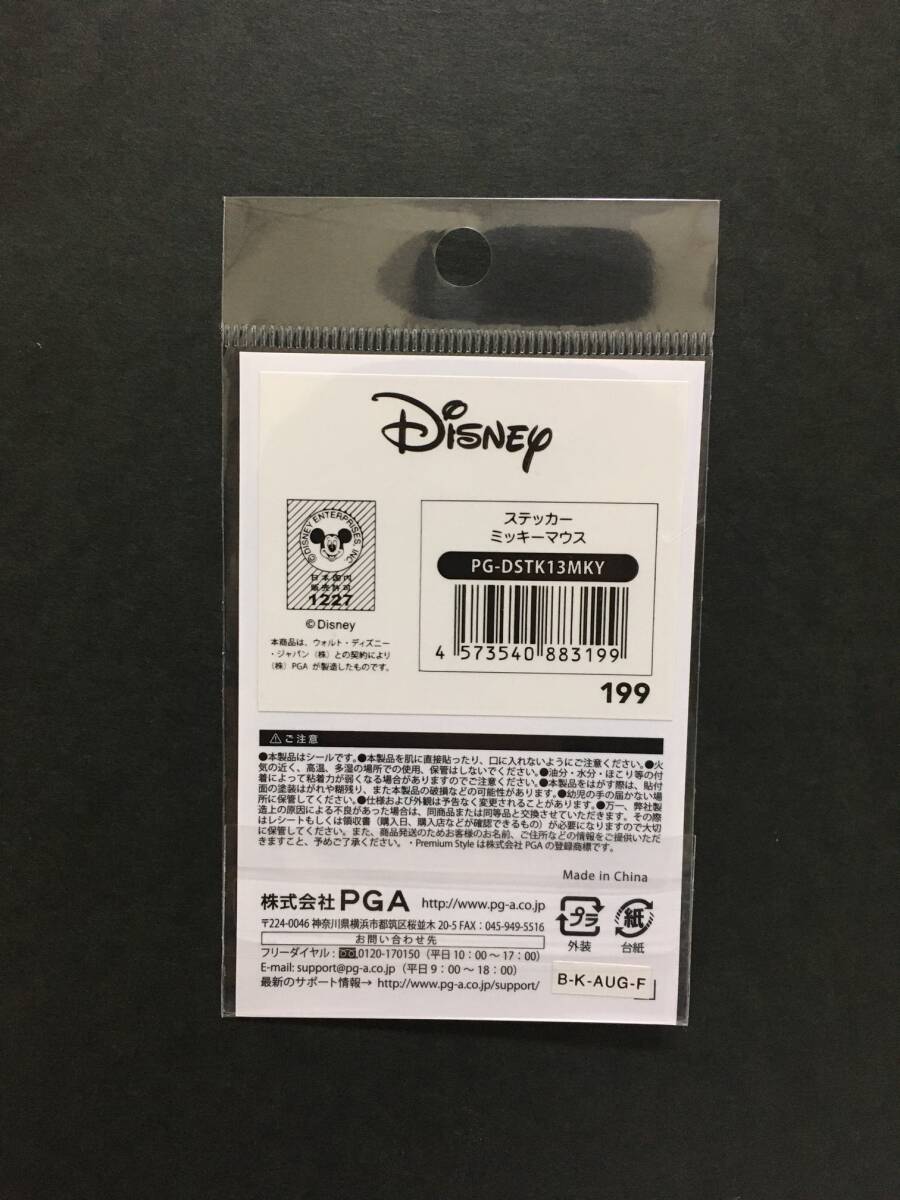 Disney
© DISNEY ENTERPRISES, INC
日本国内
販売許可
1227
©Disney
本商品は、ウォルト・ディズニー
・ジャパン（株）との契約により
（株）PGA が製造したものです。
ステッカー
ミッキーマウス
PG-DSTK13MKY
4 573540 883199
199
⚠ご注意
●本製品はシールです。●本製品を肌に直接貼ったり、口に入れないようにご注意ください。●火
気の近く、高温、多湿の場所での使用、保管はしないでください。●油分・水分・ほこり等の付
着によって粘着力が弱くなる場合がありますのでご注意ください。●本製品をはがす際は、貼付
面の塗装はがれや糊残り、また本製品の破損などの可能性があります。●幼児の手の届かない場
所に保管してください。●仕様および外観は予告なく変更されることがあります。●万一、弊社製
造上の原因による不良があった場合は、同商品または同等品と交換させていただきます。その際
はレシートもしくは領収書（購入日、購入店などが確認できるもの）が必要になりますので大切
に保管してください。また、商品発送のためお客様のお名前、ご住所などの情報をご提供いただ
きますこと、予めご了承ください。・Premium Style は株式会社 PGA の登録商標です。
Made in China
株式会社 PGA http://www.pg-a.co.jp
〒224-0046 神奈川県横浜市都筑区桜並木 20-5 FAX：045-949-5516
お問い合わせ先
フリーダイヤル：0120-170150（平日 10：00 ～ 17：00）
E-mail: support@pg-a.co.jp（平日 9：00 ～ 18：00）
最新のサポート情報→ http://www.pg-a.co.jp/support/
プラ
外装
紙
台紙
B-K-AUG-F